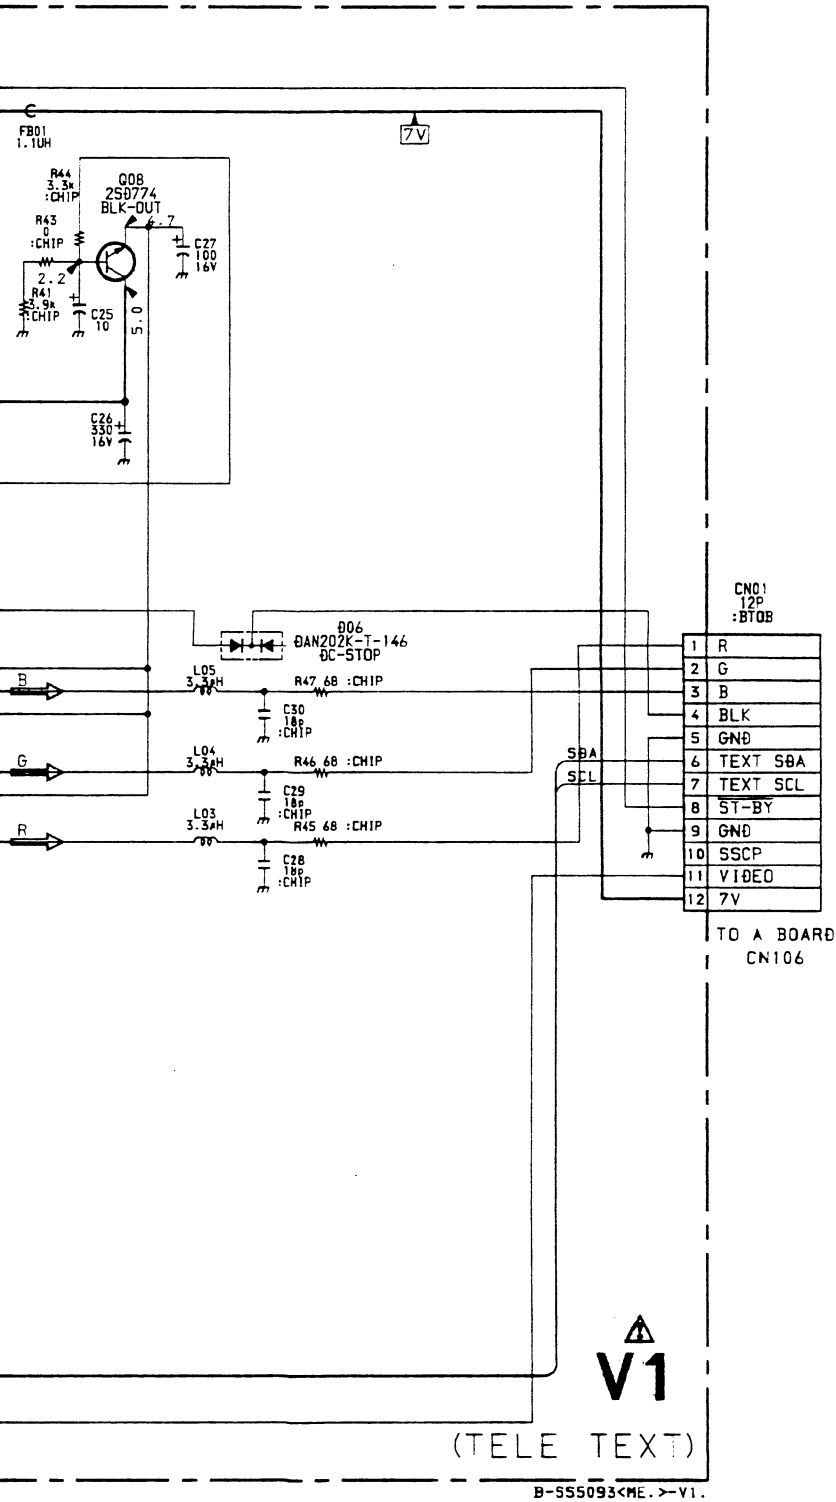 FB01
1.1UH
7V
R44
3.3k
:CHIP
Q08
2SD774
BLK-OUT
R43
0
:CHIP
C27
100
16V
2.2
R41
3.9k
:CHIP
C25
10
5.0
C26
330
16V
CN01
12P
:BTOB
D06
DAN202K-T-146
DC-STOP
1 R
2 G
3 B
4 BLK
5 GND
6 TEXT SDA
7 TEXT SCL
8 ST-BY
9 GND
10 SSCP
11 VIDEO
12 7V
B
L05
3.3µH
R47 68 :CHIP
C30
18p
:CHIP
SDA
SCL
G
L04
3.3µH
R46 68 :CHIP
C29
18p
:CHIP
R
L03
3.3µH
R45 68 :CHIP
C28
18p
:CHIP
TO A BOARD
CN106
V1
(TELE TEXT)
B-SS5093<ME.>-V1.